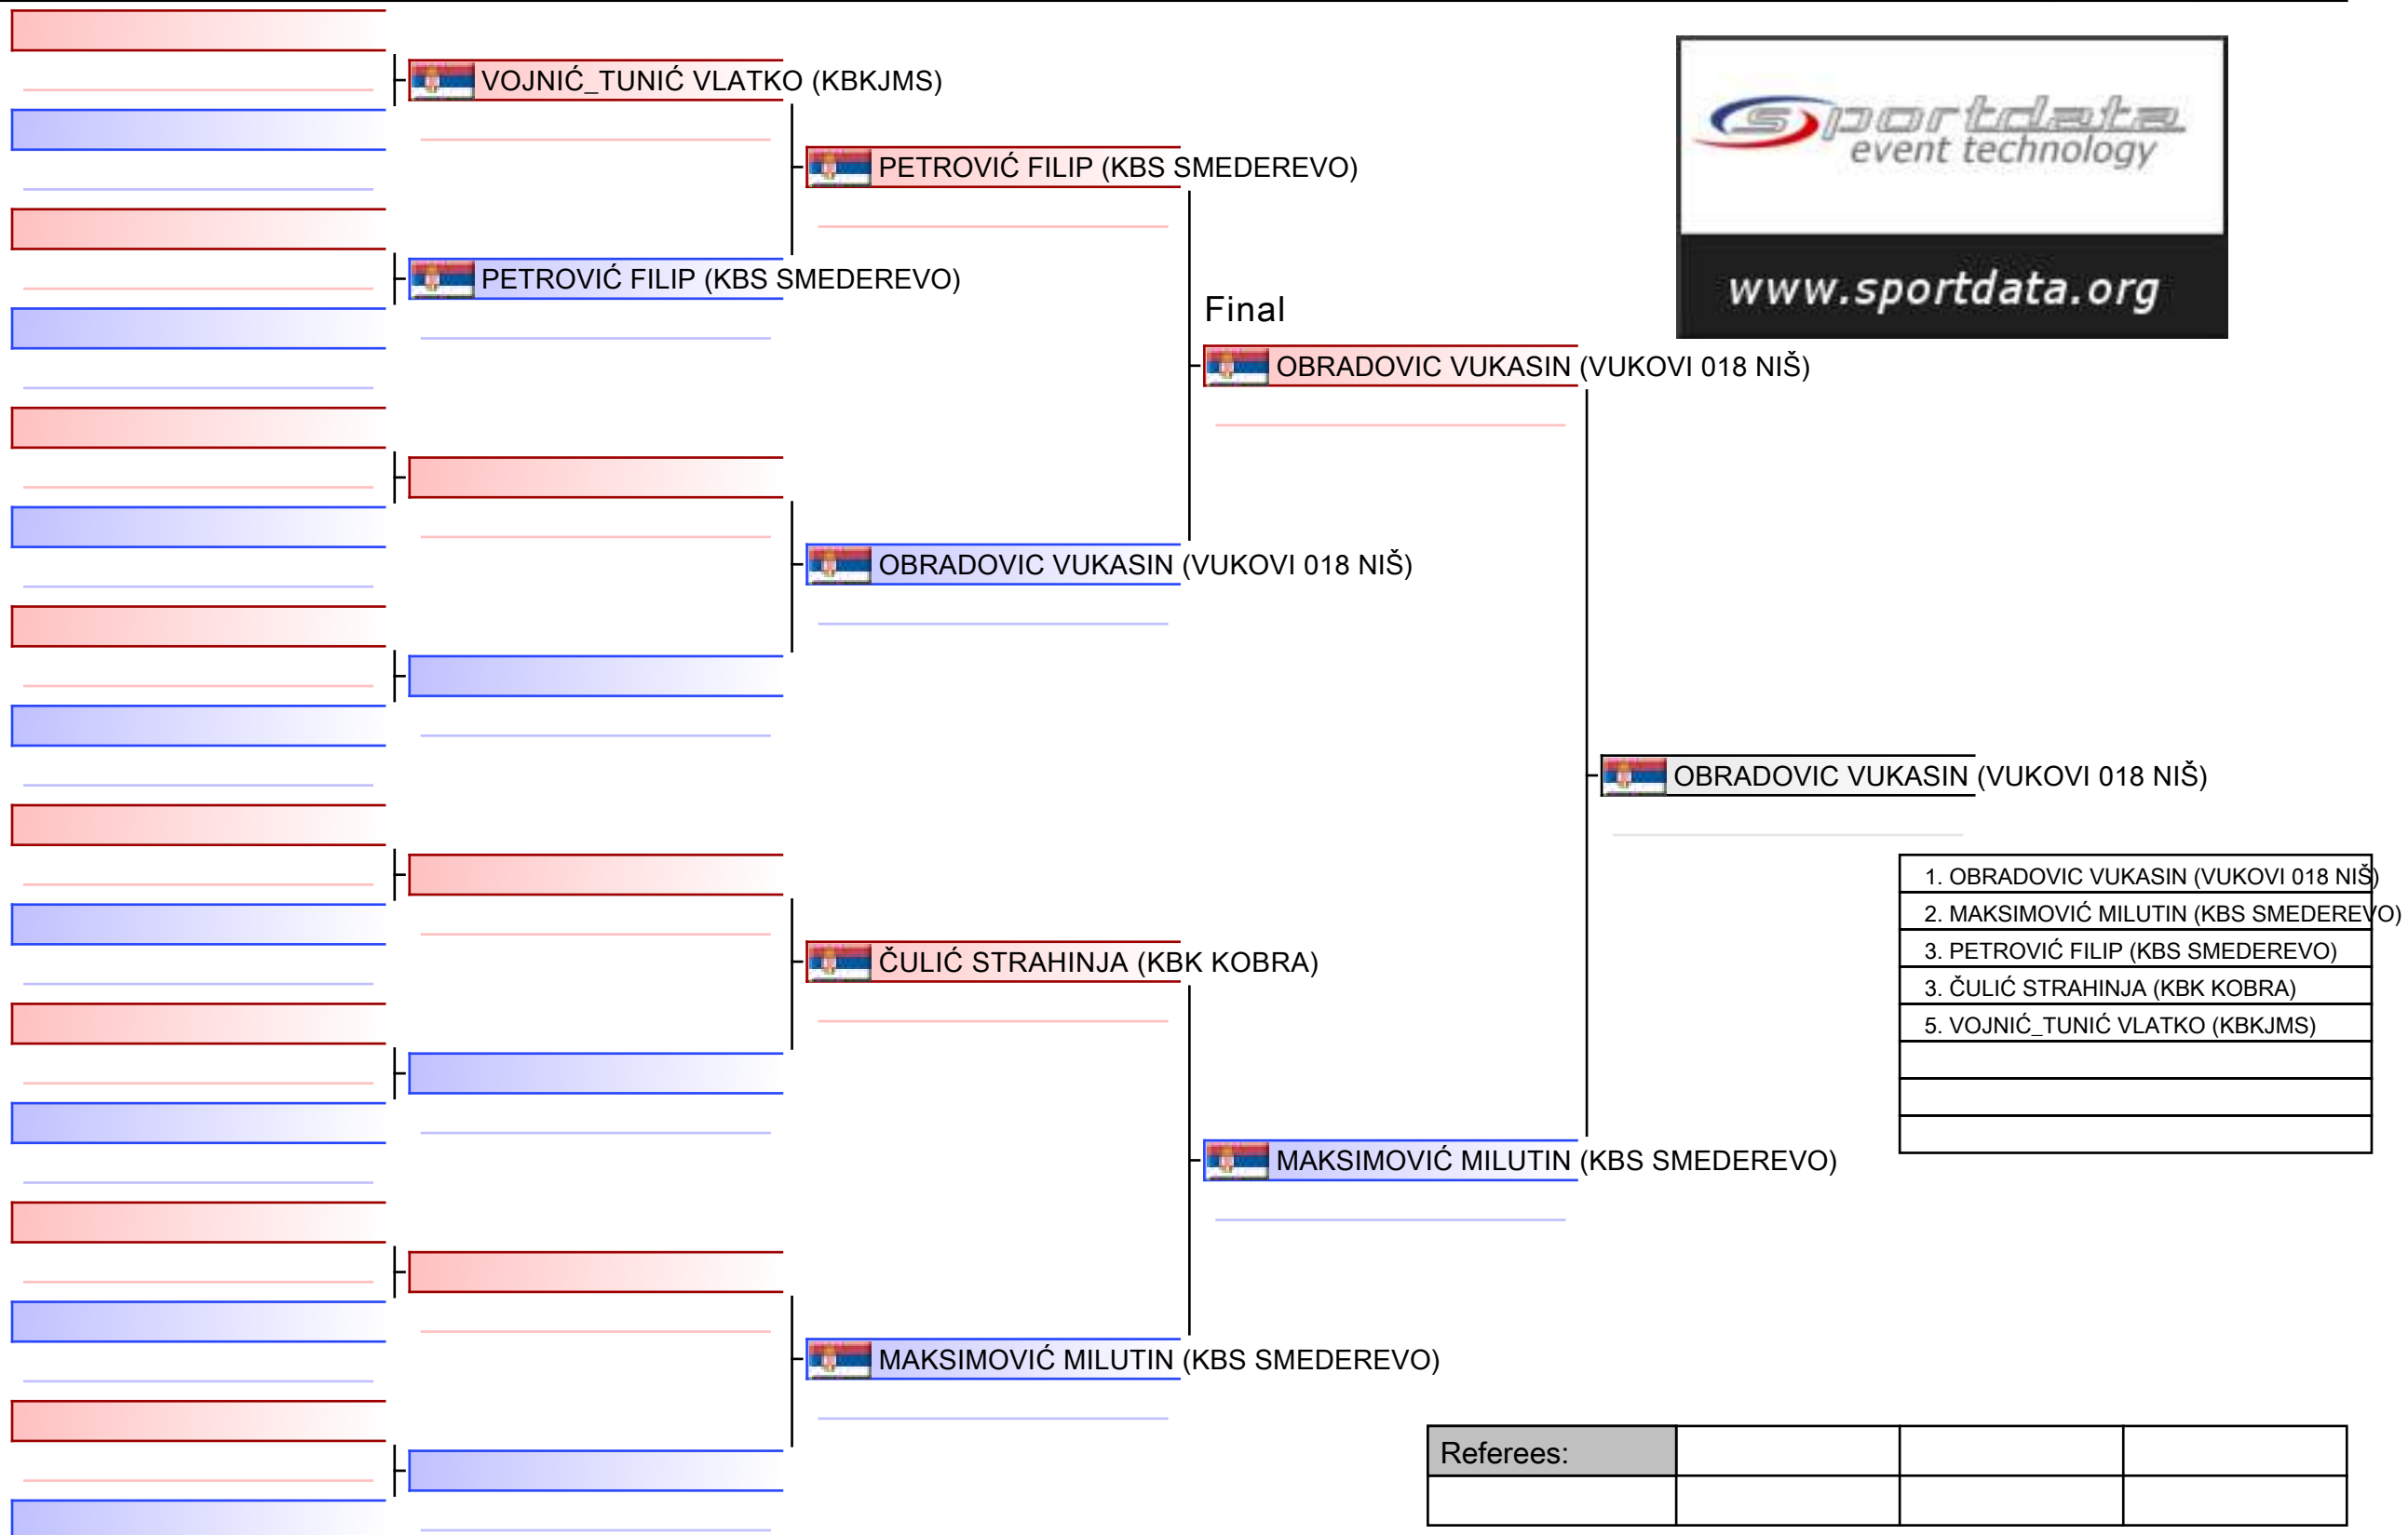 VOJNIĆ_TUNIĆ VLATKO (KBKJMS)
PETROVIĆ FILIP (KBS SMEDEREVO)
PETROVIĆ FILIP (KBS SMEDEREVO)
OBRADOVIC VUKASIN (VUKOVI 018 NIŠ)
ČULIĆ STRAHINJA (KBK KOBRA)
MAKSIMOVIĆ MILUTIN (KBS SMEDEREVO)
Final
OBRADOVIC VUKASIN (VUKOVI 018 NIŠ)
MAKSIMOVIĆ MILUTIN (KBS SMEDEREVO)
OBRADOVIC VUKASIN (VUKOVI 018 NIŠ)
sportdata
event technology
www.sportdata.org
1. OBRADOVIC VUKASIN (VUKOVI 018 NIŠ)
2. MAKSIMOVIĆ MILUTIN (KBS SMEDEREVO)
3. PETROVIĆ FILIP (KBS SMEDEREVO)
3. ČULIĆ STRAHINJA (KBK KOBRA)
5. VOJNIĆ_TUNIĆ VLATKO (KBKJMS)
Referees: